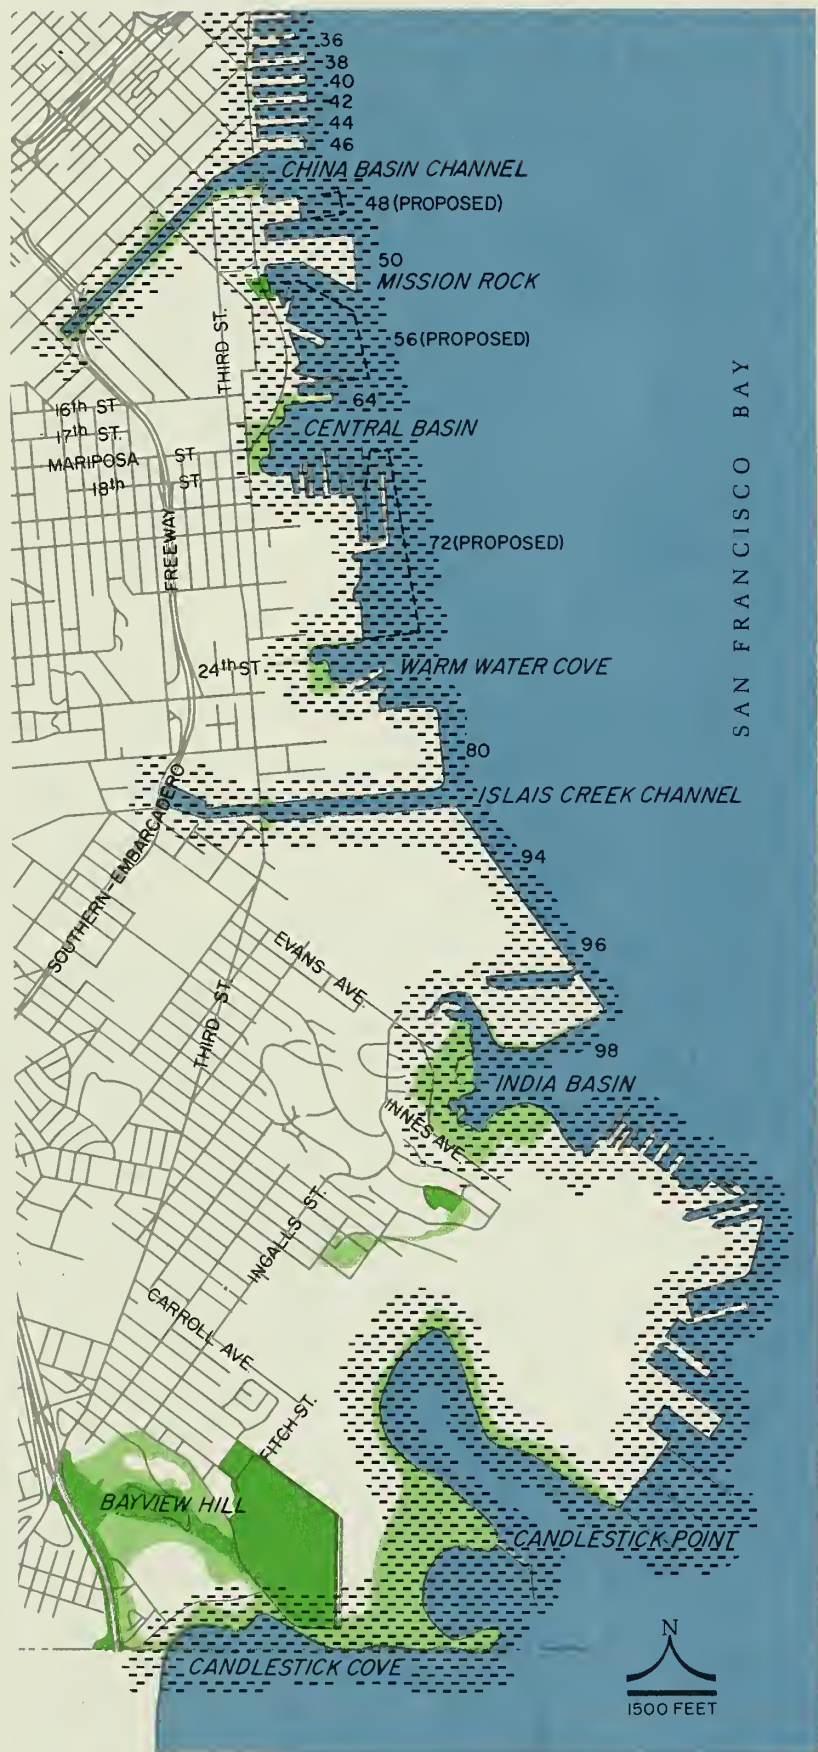 36
38
40
42
44
46
CHINA BASIN CHANNEL
48(PROPOSED)
50
MISSION ROCK
THIRD ST.
56(PROPOSED)
64
16th ST
17th ST.
CENTRAL BASIN
MARIPOSA ST.
18th ST.
FREEWAY
72(PROPOSED)
SAN FRANCISCO BAY
24th ST
WARM WATER COVE
80
ISLAIS CREEK CHANNEL
SOUTHERN-EMBARCADERO
94
EVANS AVE.
96
THIRD ST.
98
INDIA BASIN
INNES AVE.
INGALLS ST.
CARROLL AVE.
FITCH ST.
BAYVIEW HILL
CANDLESTICK POINT
CANDLESTICK COVE
N
1500 FEET